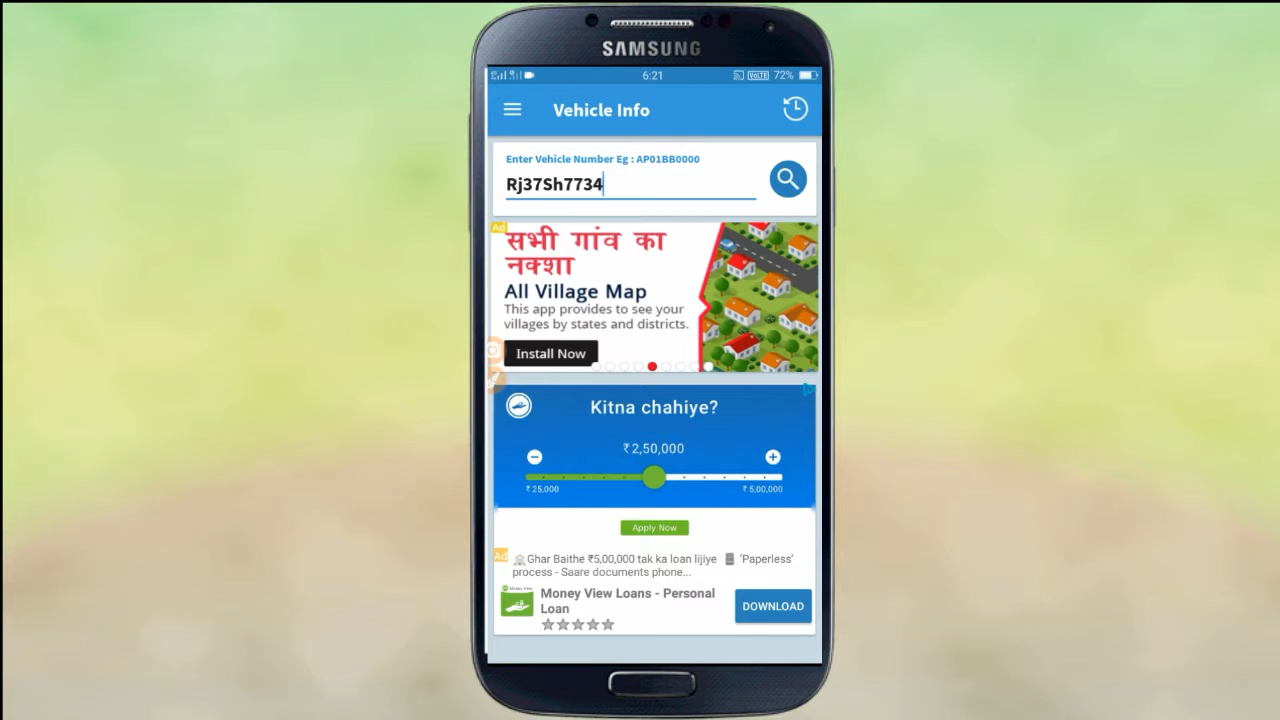 SAMSUNG
6:21
VoLTE 72%
Vehicle Info
Enter Vehicle Number Eg : AP01BB0000
Rj37Sh7734
Ad
सभी गांव का
नक्शा
All Village Map
This app provides to see your
villages by states and districts.
Install Now
Kitna chahiye?
₹2,50,000
₹ 25,000
₹ 5,00,000
Apply Now
Ad
Ghar Baithe ₹5,00,000 tak ka loan lijiye 'Paperless'
process - Saare documents phone...
Money View
Money View Loans - Personal
Loan
DOWNLOAD